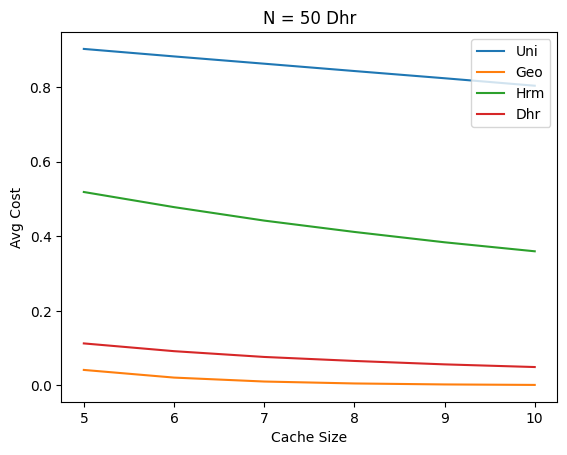 N = 50 Dhr
Uni
Geo
Hrm
Dhr
Avg Cost
0.8
0.6
0.4
0.2
0.0
5 6 7 8 9 10
Cache Size